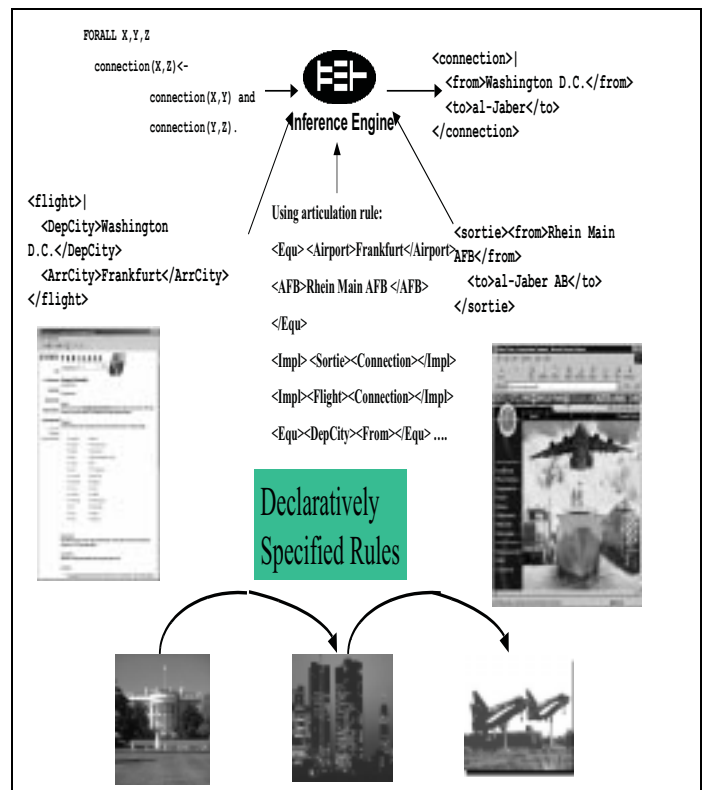 FORALL X,Y,Z
connection(X,Z)<-
connection(X,Y) and
connection(Y,Z).
Inference Engine
<connection>|
<from>Washington D.C.</from>
<to>al-Jaber</to>
</connection>
<flight>|
<DepCity>Washington
D.C.</DepCity>
<ArrCity>Frankfurt</ArrCity>
</flight>
Using articulation rule:
<Equ> <Airport>Frankfurt</Airport>
<AFB>Rhein Main AFB </AFB>
</Equ>
<Impl> <Sortie><Connection></Impl>
<Impl><Flight><Connection></Impl>
<Equ><DepCity><From></Equ> ....
<sortie><from>Rhein Main
AFB</from>
<to>al-Jaber AB</to>
</sortie>
Declaratively
Specified Rules